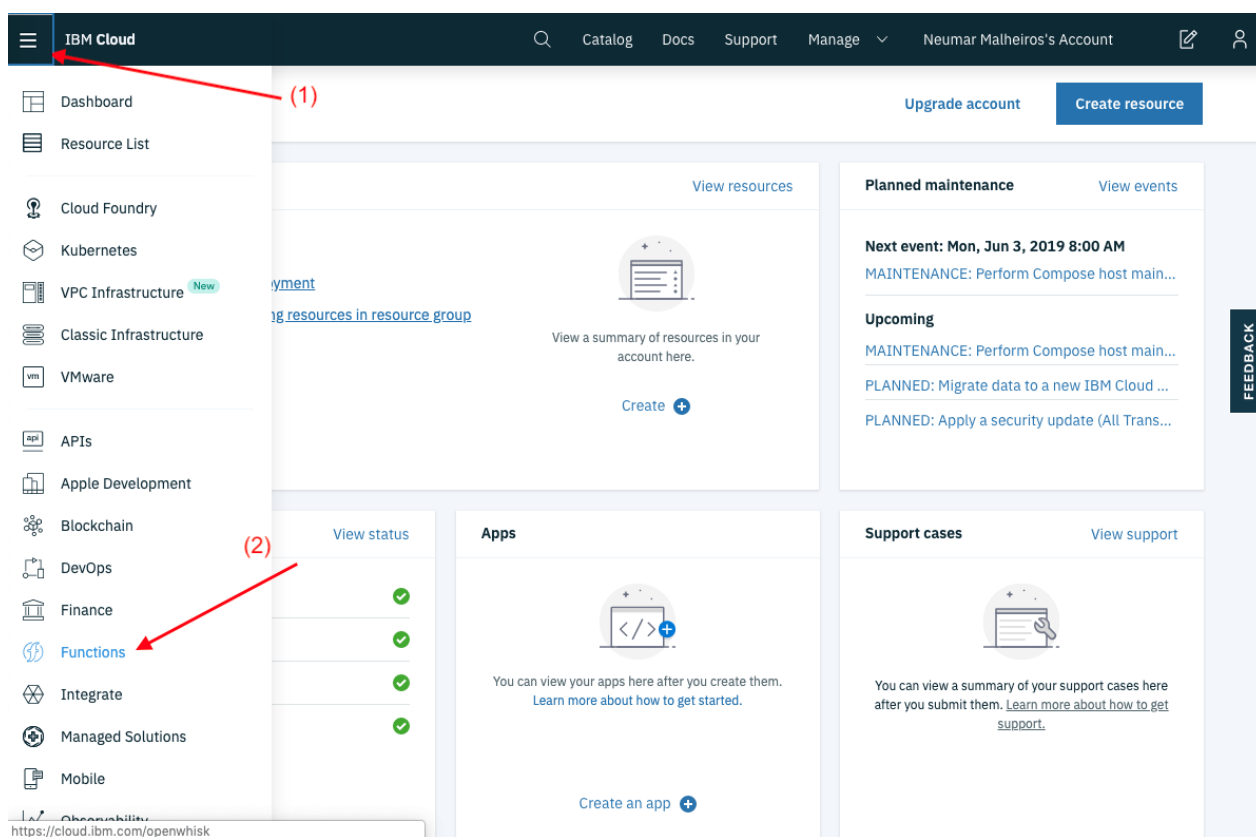 IBM Cloud
Catalog
Docs
Support
Manage
Neumar Malheiros's Account
(1)
Dashboard
Resource List
Cloud Foundry
Kubernetes
VPC Infrastructure New
Classic Infrastructure
vm VMware
api APIs
Apple Development
Blockchain
DevOps
(2)
Finance
Functions
Integrate
Managed Solutions
Mobile
Observability
https://cloud.ibm.com/openwhisk
Upgrade account
Create resource
View resources
yment
ng resources in resource group
View a summary of resources in your
account here.
Create
Planned maintenance
View events
Next event: Mon, Jun 3, 2019 8:00 AM
MAINTENANCE: Perform Compose host main...
Upcoming
MAINTENANCE: Perform Compose host main...
PLANNED: Migrate data to a new IBM Cloud ...
PLANNED: Apply a security update (All Trans...
FEEDBACK
View status
Apps
</>
You can view your apps here after you create them.
Learn more about how to get started.
Create an app
Support cases
View support
You can view a summary of your support cases here
after you submit them. Learn more about how to get
support.